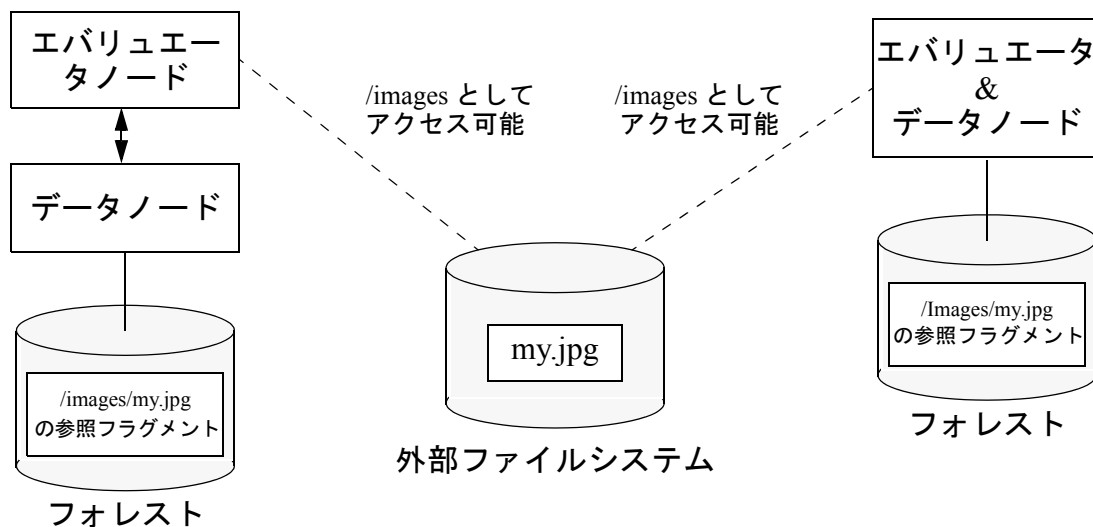 エバリュエー
タノード
データノード
/images/my.jpg
の参照フラグメント
フォレスト
/images として
アクセス可能
/images として
アクセス可能
my.jpg
外部ファイルシステム
エバリュエータ
&
データノード
/Images/my.jpg
の参照フラグメント
フォレスト